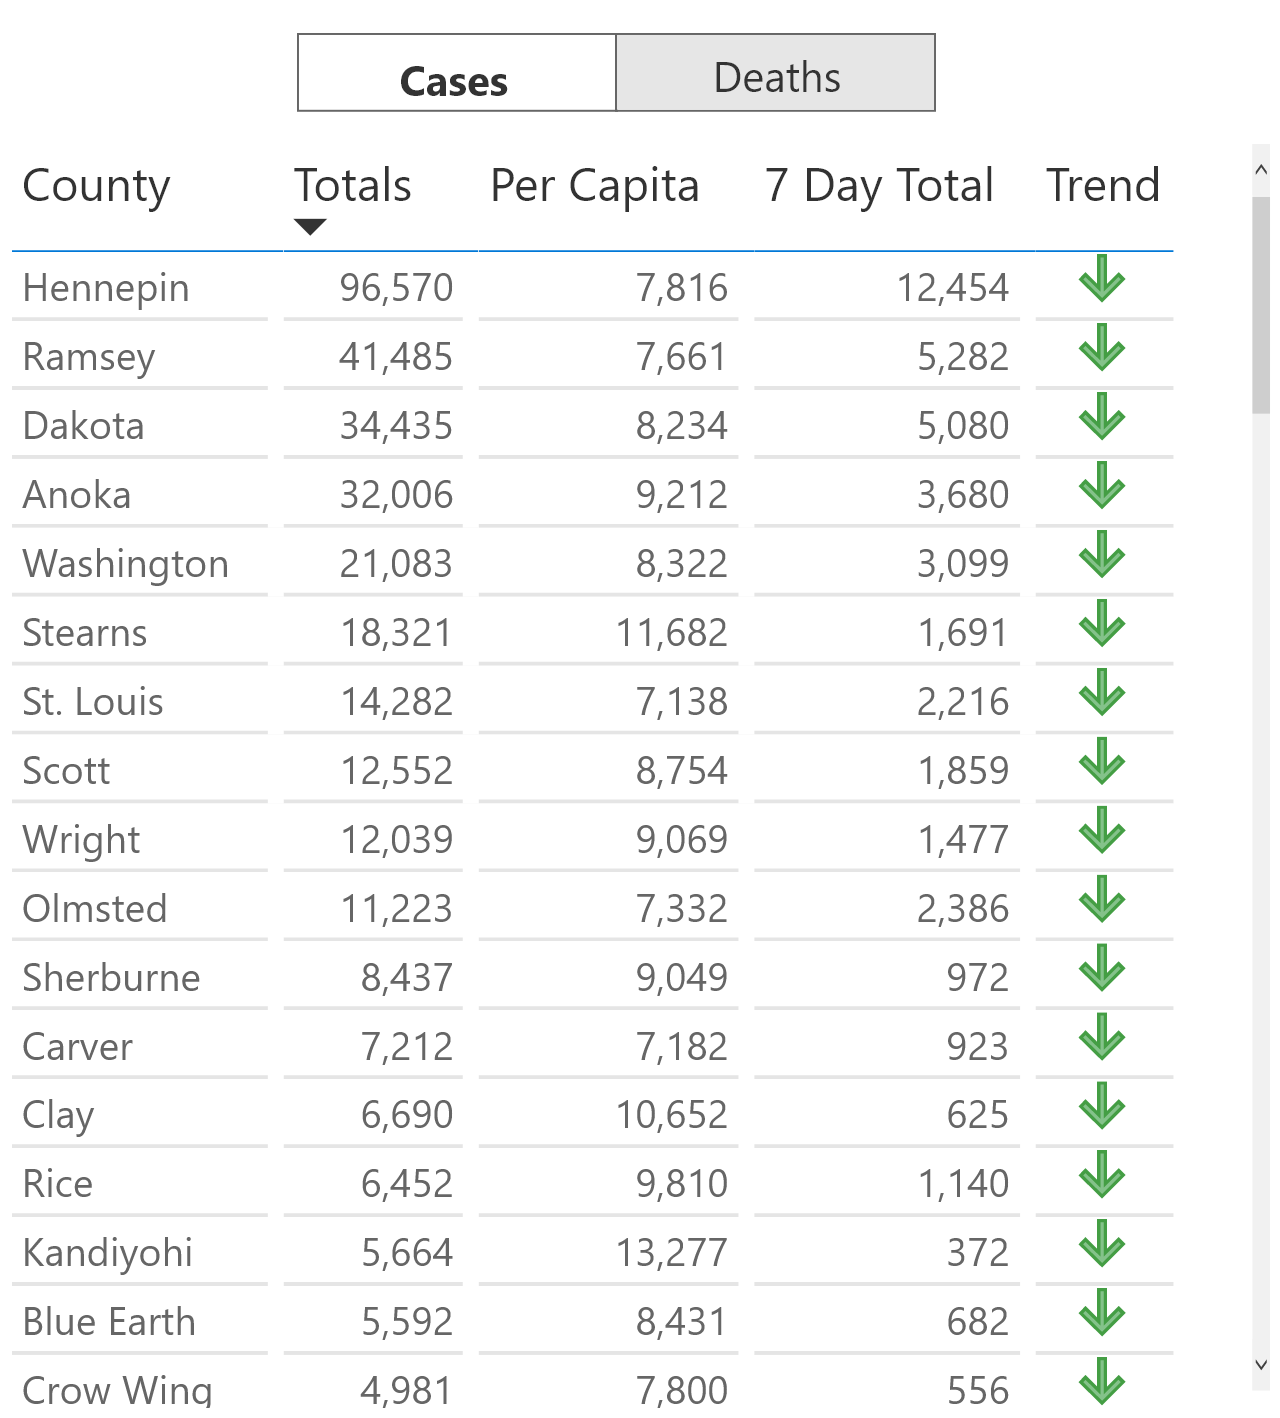 Cases Deaths
County Totals Per Capita 7 Day Total Trend
Hennepin 96,570 7,816 12,454
Ramsey 41,485 7,661 5,282
Dakota 34,435 8,234 5,080
Anoka 32,006 9,212 3,680
Washington 21,083 8,322 3,099
Stearns 18,321 11,682 1,691
St. Louis 14,282 7,138 2,216
Scott 12,552 8,754 1,859
Wright 12,039 9,069 1,477
Olmsted 11,223 7,332 2,386
Sherburne 8,437 9,049 972
Carver 7,212 7,182 923
Clay 6,690 10,652 625
Rice 6,452 9,810 1,140
Kandiyohi 5,664 13,277 372
Blue Earth 5,592 8,431 682
Crow Wing 4,981 7,800 556